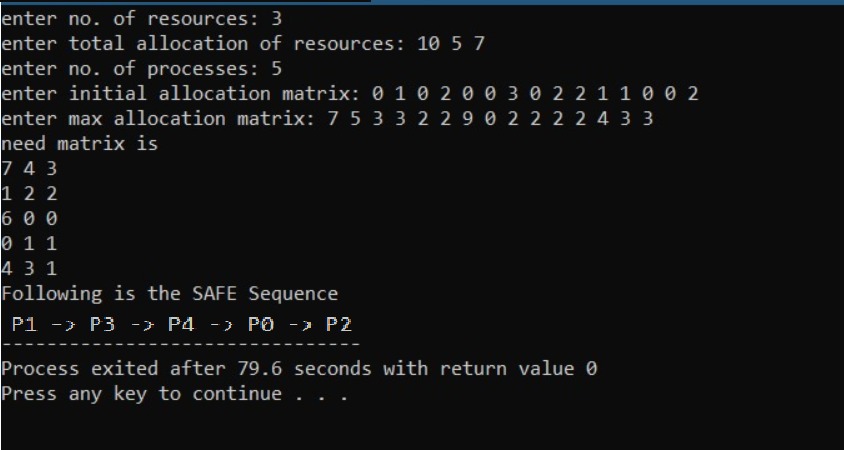 enter no. of resources: 3
enter total allocation of resources: 10 5 7
enter no. of processes: 5
enter initial allocation matrix: 0 1 0 2 0 0 3 0 2 2 1 1 0 0 2
enter max allocation matrix: 7 5 3 3 2 2 9 0 2 2 2 2 4 3 3
need matrix is
7 4 3
1 2 2
6 0 0
0 1 1
4 3 1
Following is the SAFE Sequence
P1 -> P3 -> P4 -> P0 -> P2
--------------------------------
Process exited after 79.6 seconds with return value 0
Press any key to continue . . .